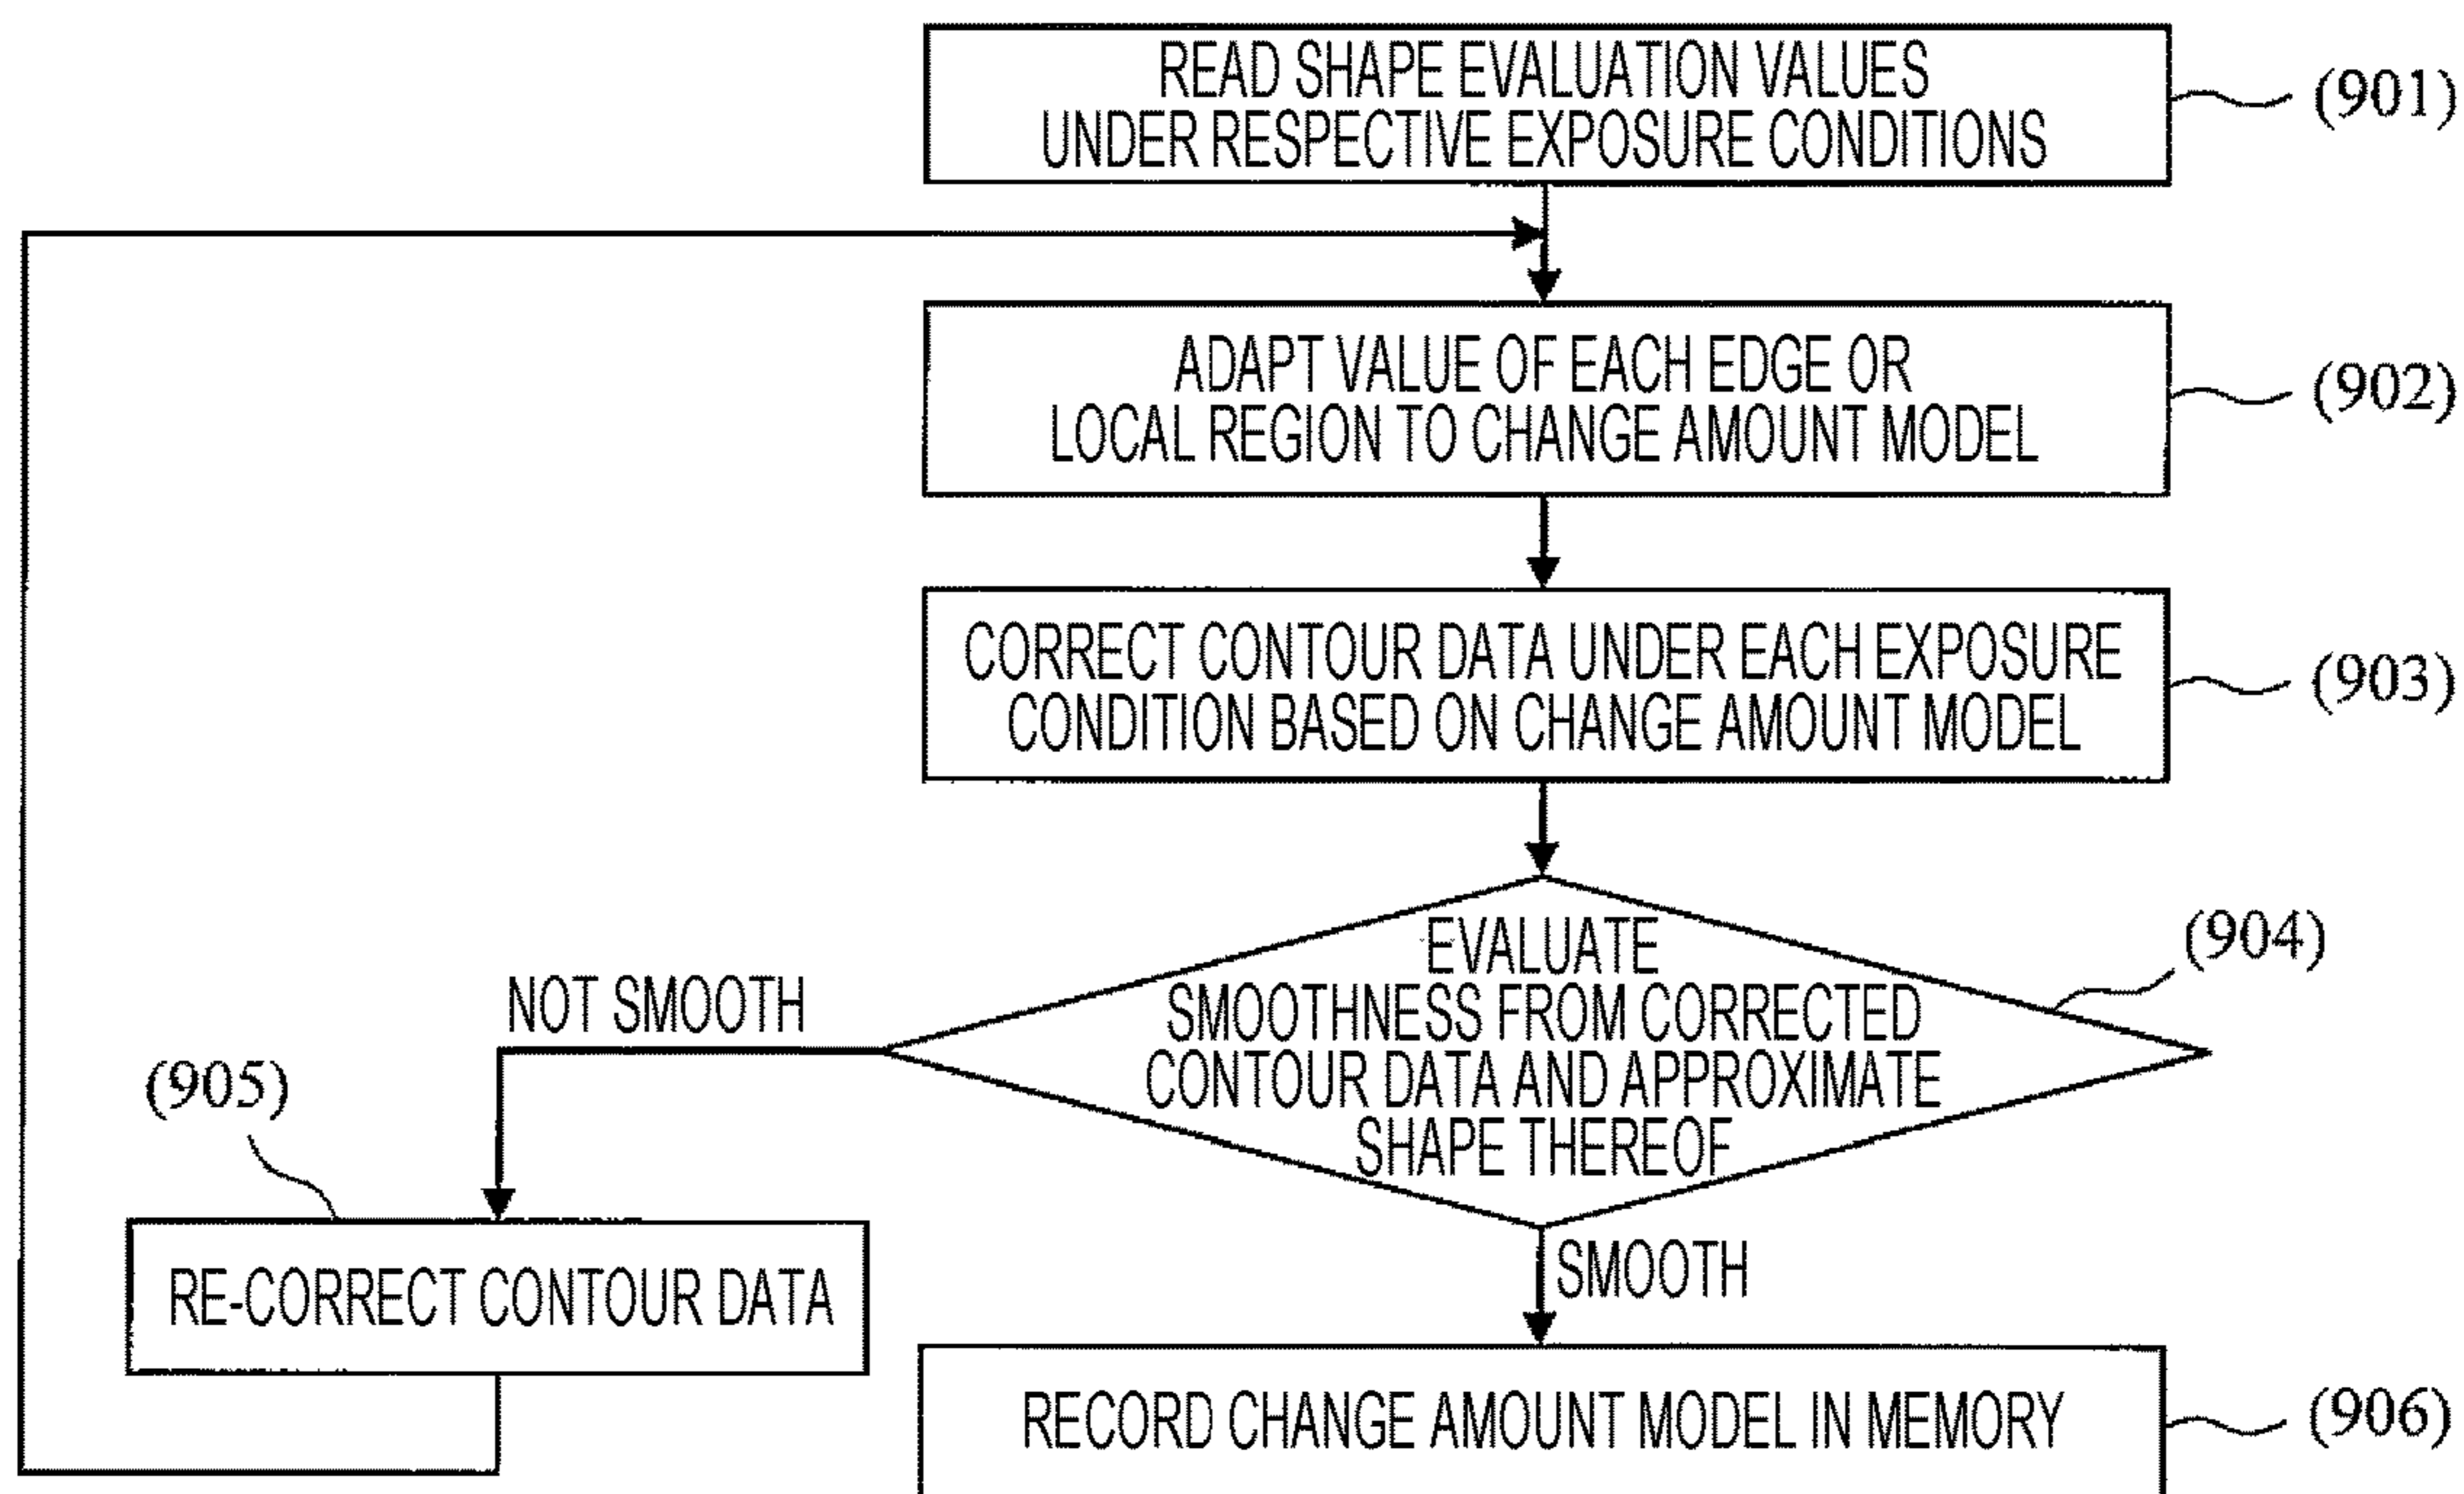 READ SHAPE EVALUATION VALUES
UNDER RESPECTIVE EXPOSURE CONDITIONS
(901)
ADAPT VALUE OF EACH EDGE OR
LOCAL REGION TO CHANGE AMOUNT MODEL
(902)
CORRECT CONTOUR DATA UNDER EACH EXPOSURE
CONDITION BASED ON CHANGE AMOUNT MODEL
(903)
EVALUATE
SMOOTHNESS FROM CORRECTED
CONTOUR DATA AND APPROXIMATE
SHAPE THEREOF
(904)
NOT SMOOTH
(905)
RE-CORRECT CONTOUR DATA
SMOOTH
RECORD CHANGE AMOUNT MODEL IN MEMORY
(906)